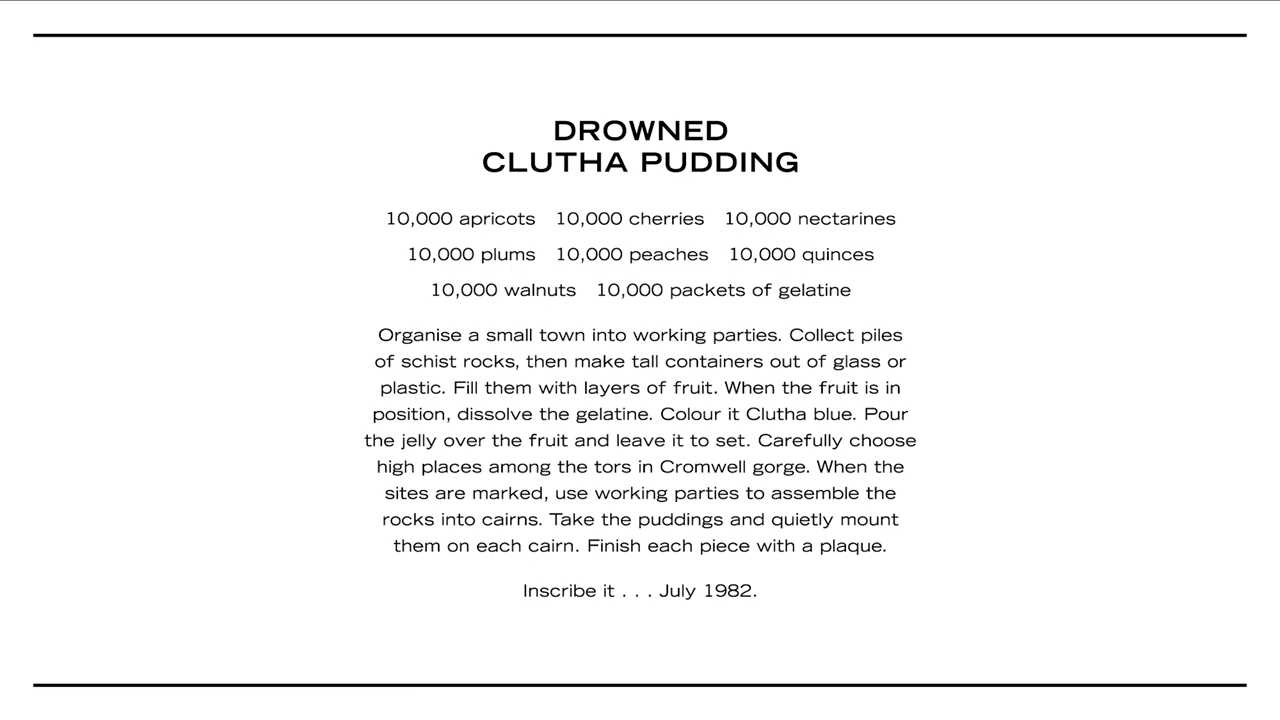 DROWNED
CLUTHA PUDDING
10,000 apricots 10,000 cherries 10,000 nectarines
10,000 plums 10,000 peaches 10,000 quinces
10,000 walnuts 10,000 packets of gelatine
Organise a small town into working parties. Collect piles
of schist rocks, then make tall containers out of glass or
plastic. Fill them with layers of fruit. When the fruit is in
position, dissolve the gelatine. Colour it Clutha blue. Pour
the jelly over the fruit and leave it to set. Carefully choose
high places among the tors in Cromwell gorge. When the
sites are marked, use working parties to assemble the
rocks into cairns. Take the puddings and quietly mount
them on each cairn. Finish each piece with a plaque.
Inscribe it . . . July 1982.